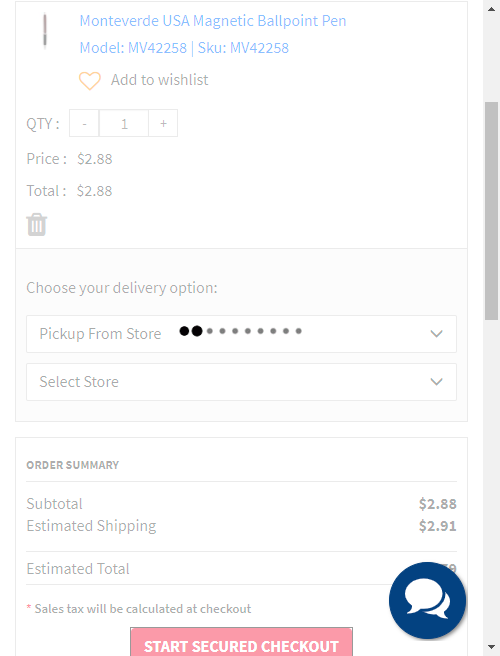 Monteverde USA Magnetic Ballpoint Pen
Model: MV42258 | Sku: MV42258
Add to wishlist
QTY : - 1 +
Price : $2.88
Total : $2.88
Choose your delivery option:
Pickup From Store
Select Store
ORDER SUMMARY
Subtotal $2.88
Estimated Shipping $2.91
Estimated Total
* Sales tax will be calculated at checkout
START SECURED CHECKOUT